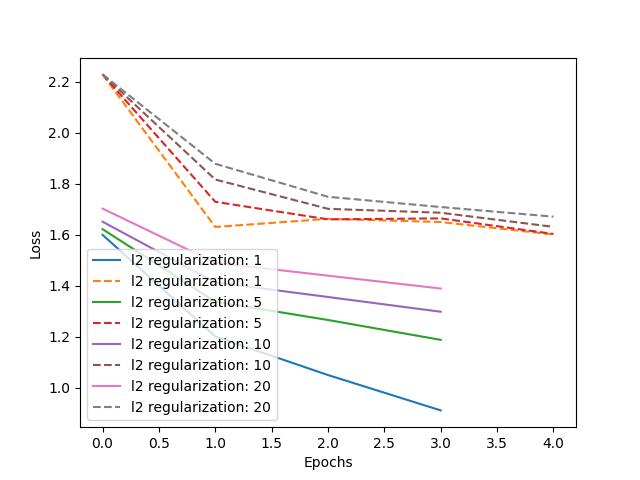 2.2
2.0
1.8
1.6
1.4
1.2
1.0
Loss
l2 regularization: 1
l2 regularization: 1
l2 regularization: 5
l2 regularization: 5
l2 regularization: 10
l2 regularization: 10
l2 regularization: 20
l2 regularization: 20
0.0 0.5 1.0 1.5 2.0 2.5 3.0 3.5 4.0
Epochs